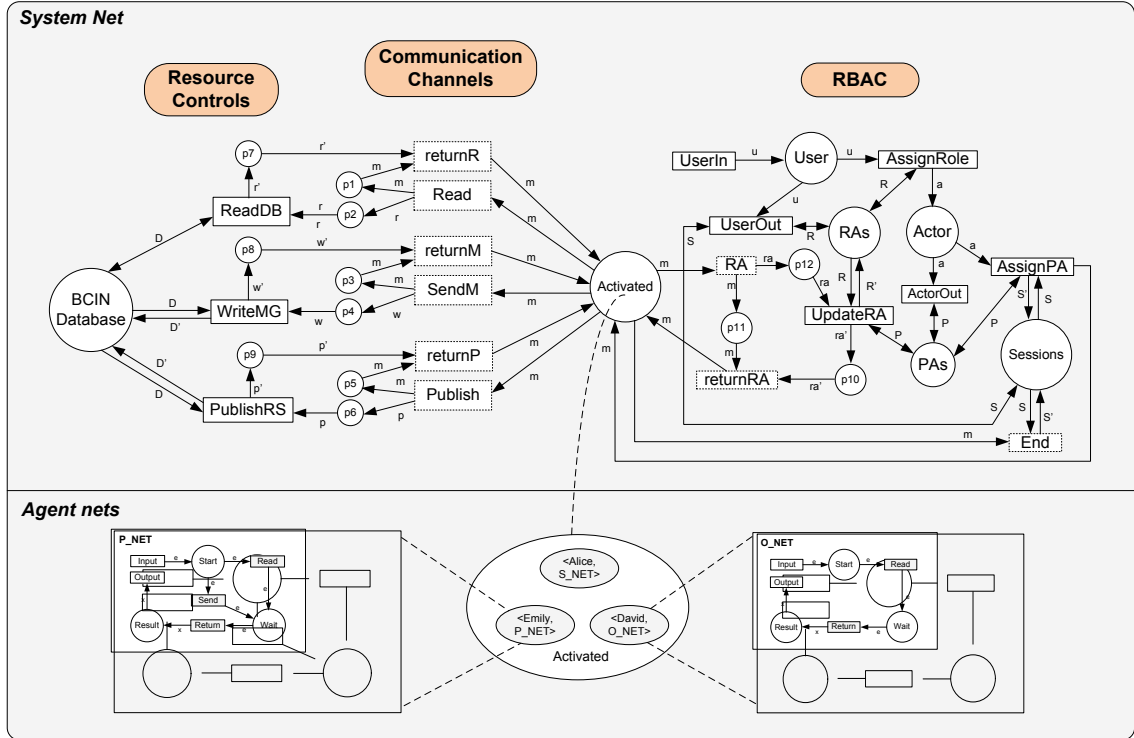 System Net
Resource
Controls
Communication
Channels
RBAC
p7
r'
m
returnR
m
UserIn
u
User
u
AssignRole
r'
p1
m
Read
m
R
a
ReadDB
r
r
p2
r
u
UserOut
S
R
RAs
Actor
a
a
D
p8
w'
returnM
m
m
RA
ra
p12
AssignPA
BCIN
Database
w'
p3
m
m
SendM
m
Activated
m
ra
R
R'
ActorOut
S'
S
D
WriteMG
D'
w
p4
w
UpdateRA
p11
P
P
P
Sessions
p9
p'
m
returnP
m
m
m
ra'
PAs
D'
D
p'
p5
m
Publish
m
m
returnRA
ra'
p10
PublishRS
p
p6
p
S
S
S'
m
End
Agent nets
P_NET
Input
e
Start
e
Read
Output
e
e
x
Send
e
Result
x
Return
e
Wait
<Alice,
S_NET>
<Emily,
P_NET>
<David,
O_NET>
Activated
O_NET
Input
e
Start
e
Read
Output
e
x
Result
x
Return
e
Wait